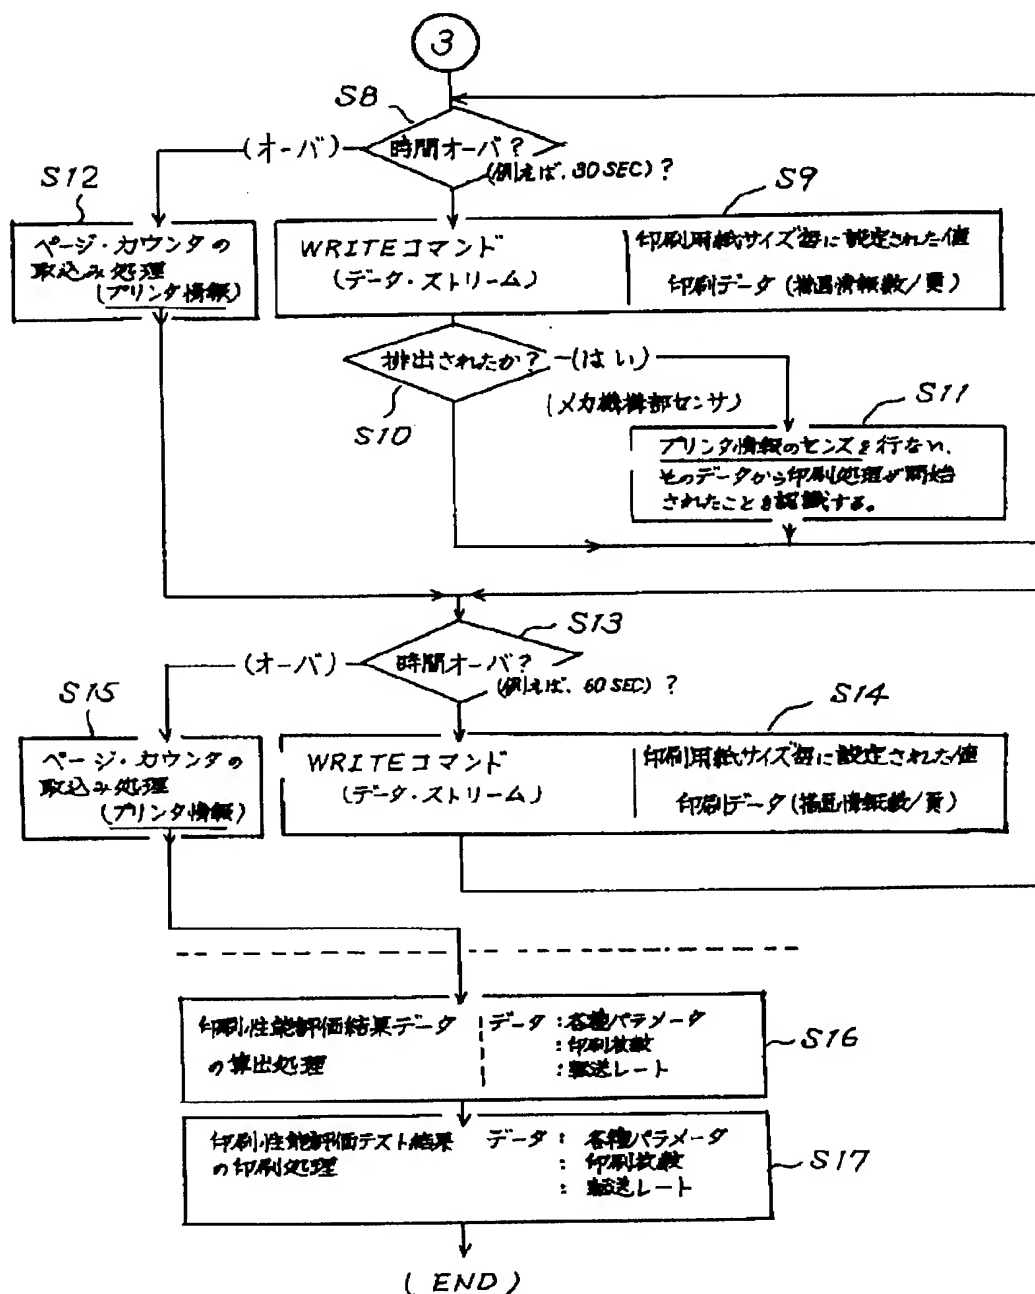 3
S8
時間オーバ?
(例えば、30SEC)?
(オーバ)
S12
ページ・カウンタの
取込み処理
(プリンタ情報)
S9
WRITEコマンド
(データ・ストリーム)
印刷用紙サイズ毎に設定された値
印刷データ(描画情報数/頁)
排出されたか?
(はい)
S10
(メカ機構部センサ)
S11
プリンタ情報のセンスを行ない、
そのデータから印刷処理が開始
されたことを認識する。
S13
時間オーバ?
(例えば、60SEC)?
(オーバ)
S15
ページ・カウンタの
取込み処理
(プリンタ情報)
S14
WRITEコマンド
(データ・ストリーム)
印刷用紙サイズ毎に設定された値
印刷データ(描画情報数/頁)
印刷性能評価結果データ
の算出処理
データ:各種パラメータ
:印刷枚数
:転送レート
S16
印刷性能評価テスト結果
の印刷処理
データ: 各種パラメータ
: 印刷枚数
: 転送レート
S17
(END)